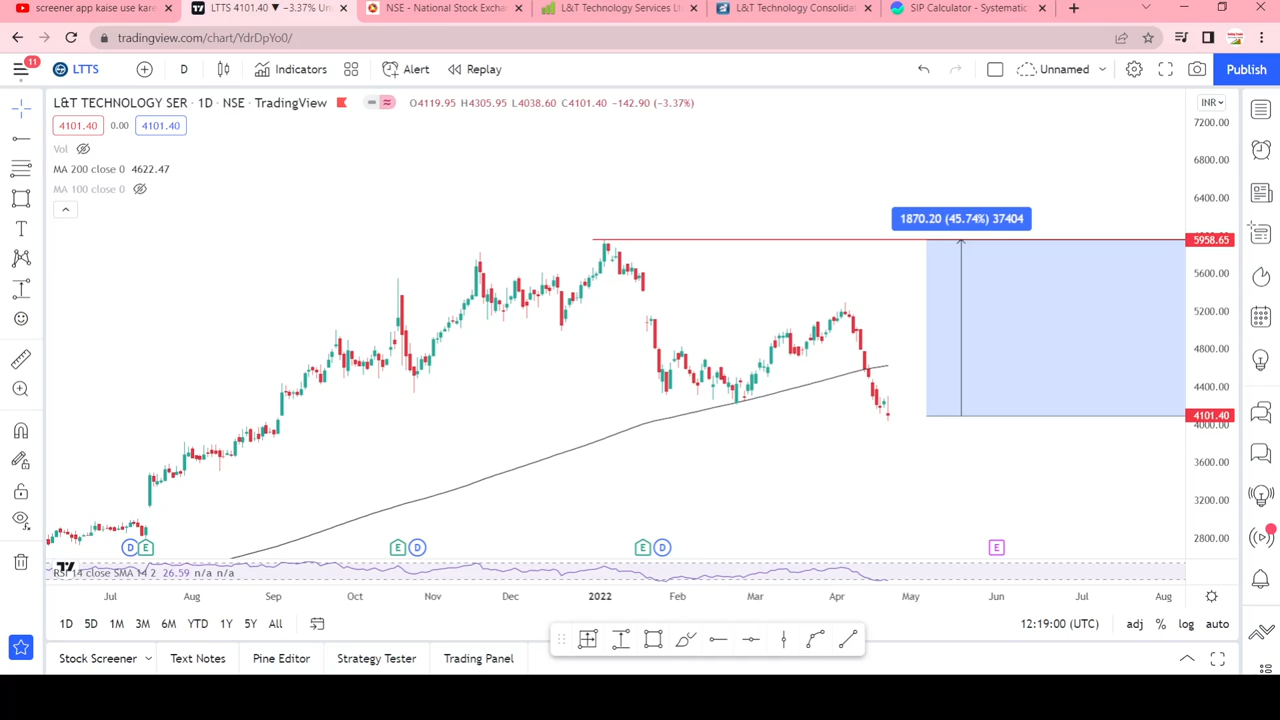 screener app kaise use kare
LTTS 4101.40 ▼ −3.37% Un
NSE - National Stock Exchan
L&T Technology Services Lt
L&T Technology Consolidat
SIP Calculator - Systematic
tradingview.com/chart/YdrDpYo0/
11
LTTS
D
Indicators
Alert
Replay
Unnamed
Publish
L&T TECHNOLOGY SER · 1D · NSE · TradingView
O4119.95 H4305.95 L4038.60 C4101.40 −142.90 (−3.37%)
INR
4101.40
0.00
4101.40
Vol
MA 200 close 0 4622.47
MA 100 close 0
1870.20 (45.74%) 37404
7200.00
6800.00
6400.00
5958.65
5600.00
5200.00
4800.00
4400.00
4101.40
4000.00
3600.00
3200.00
2800.00
D E E D E D E
RSI 14 close SMA 14 2 26.59 n/a n/a
Jul Aug Sep Oct Nov Dec 2022 Feb Mar Apr May Jun Jul Aug
1D 5D 1M 3M 6M YTD 1Y 5Y All
12:19:00 (UTC)
adj % log auto
Stock Screener
Text Notes
Pine Editor
Strategy Tester
Trading Panel